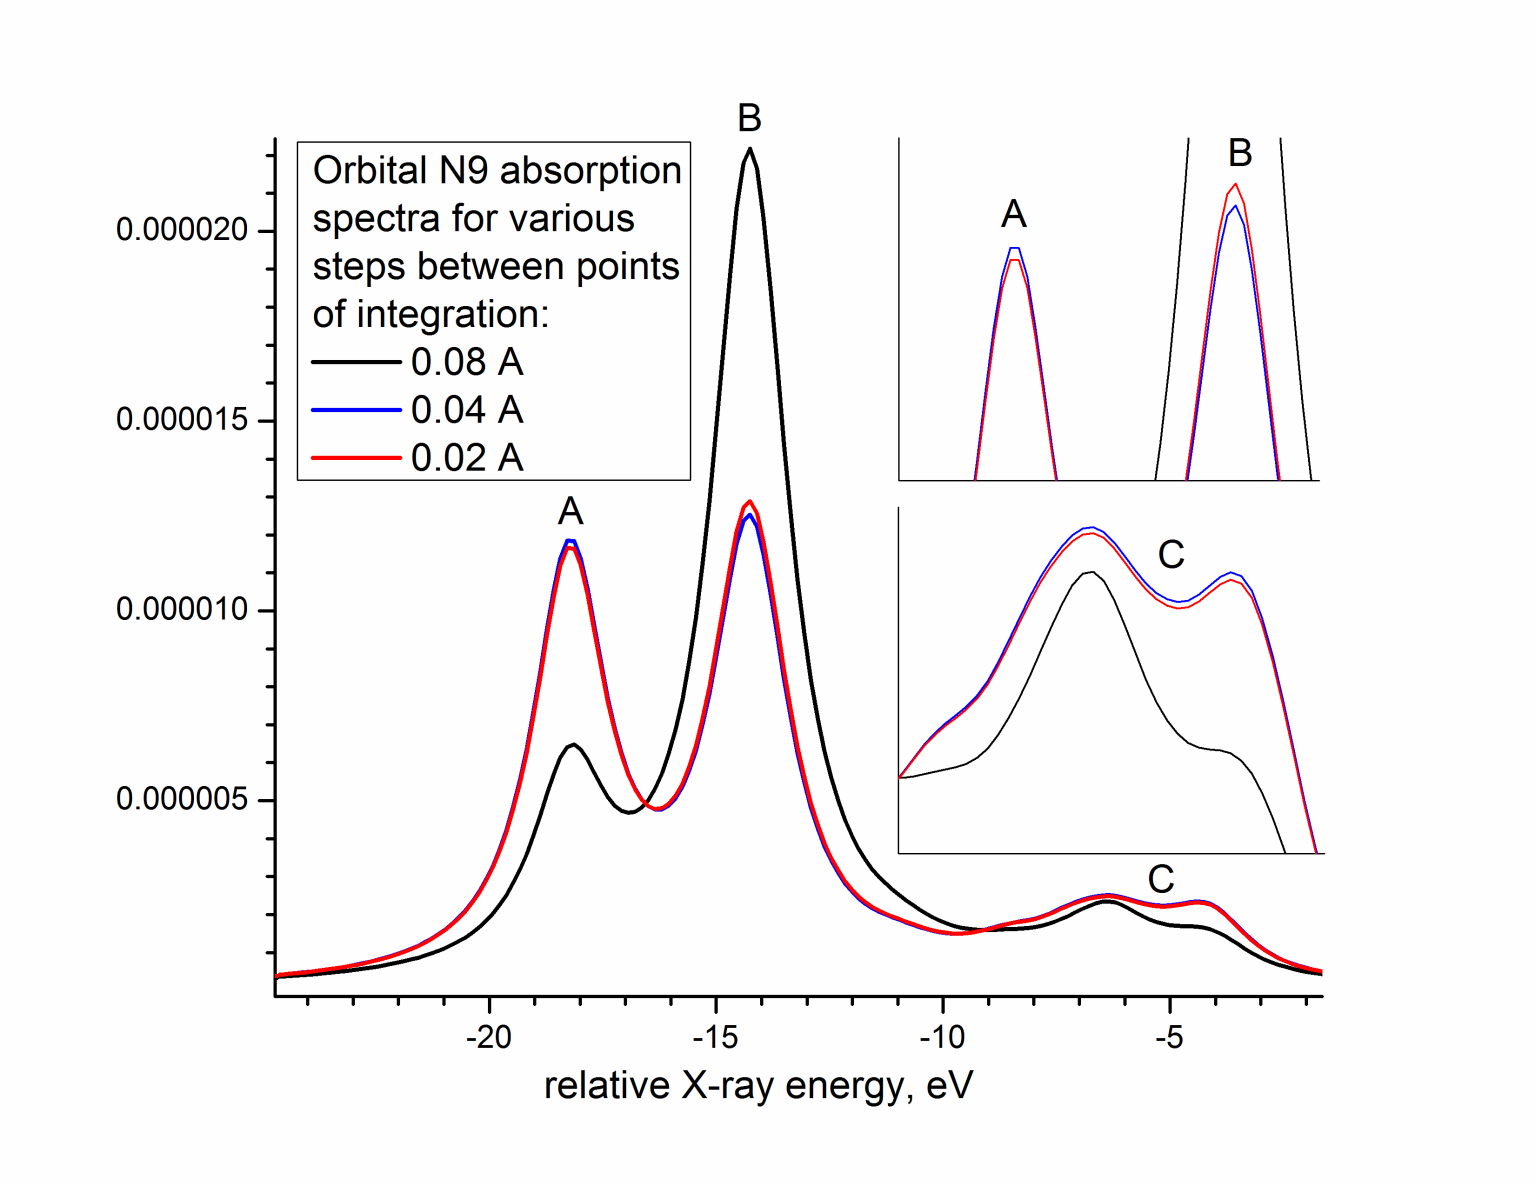 B
Orbital N9 absorption
spectra for various
steps between points
of integration:
0.08 A
0.04 A
0.02 A
A
A
B
C
C
0.000020
0.000015
0.000010
0.000005
-20 -15 -10 -5
relative X-ray energy, eV